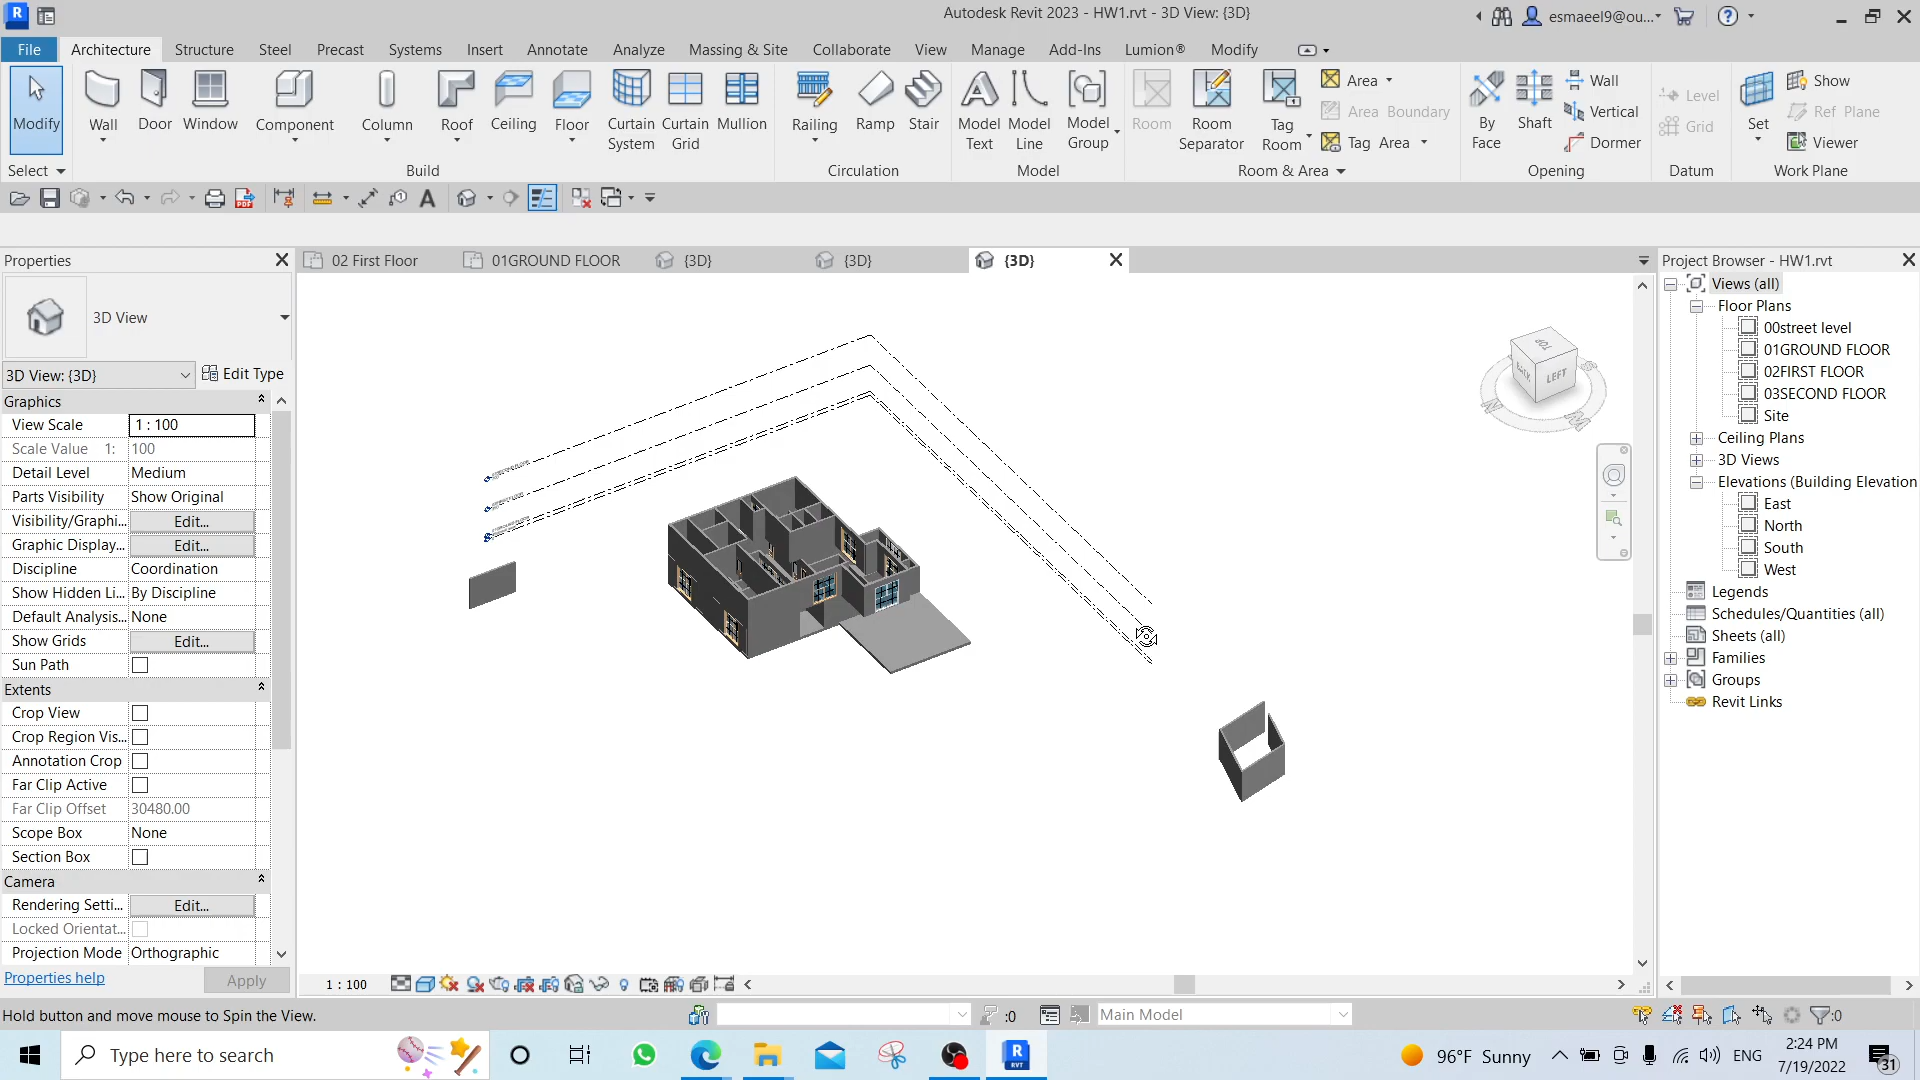 Autodesk Revit 2023 - HW1.rvt - 3D View: {3D}
esmaeel9@ou...
File Architecture Structure Steel Precast Systems Insert Annotate Analyze Massing & Site Collaborate View Manage Add-Ins Lumion® Modify
Modify
Wall Door Window Component Column Roof Ceiling Floor Curtain System Curtain Grid Mullion
Railing Ramp Stair
Model Text Model Line Model Group
Room Room Separator Tag Room
Area
Area Boundary
Tag Area
By Face Shaft
Wall
Vertical
Dormer
Level
Grid
Set
Show
Ref Plane
Viewer
Select Build Circulation Model Room & Area Opening Datum Work Plane
Properties
02 First Floor 01GROUND FLOOR {3D} {3D} {3D}
3D View
3D View: {3D} Edit Type
Graphics
View Scale 1 : 100
Scale Value 1: 100
Detail Level Medium
Parts Visibility Show Original
Visibility/Graphi... Edit...
Graphic Display... Edit...
Discipline Coordination
Show Hidden Li... By Discipline
Default Analysis... None
Show Grids Edit...
Sun Path
Extents
Crop View
Crop Region Vis...
Annotation Crop
Far Clip Active
Far Clip Offset 30480.00
Scope Box None
Section Box
Camera
Rendering Setti... Edit...
Locked Orientat...
Projection Mode Orthographic
Properties help Apply
TOP
BACK LEFT
Project Browser - HW1.rvt
Views (all)
Floor Plans
00street level
01GROUND FLOOR
02FIRST FLOOR
03SECOND FLOOR
Site
Ceiling Plans
3D Views
Elevations (Building Elevation
East
North
South
West
Legends
Schedules/Quantities (all)
Sheets (all)
Families
Groups
Revit Links
1 : 100
Hold button and move mouse to Spin the View.
:0
Main Model
:0
Type here to search
96°F Sunny
ENG
2:24 PM
7/19/2022
31